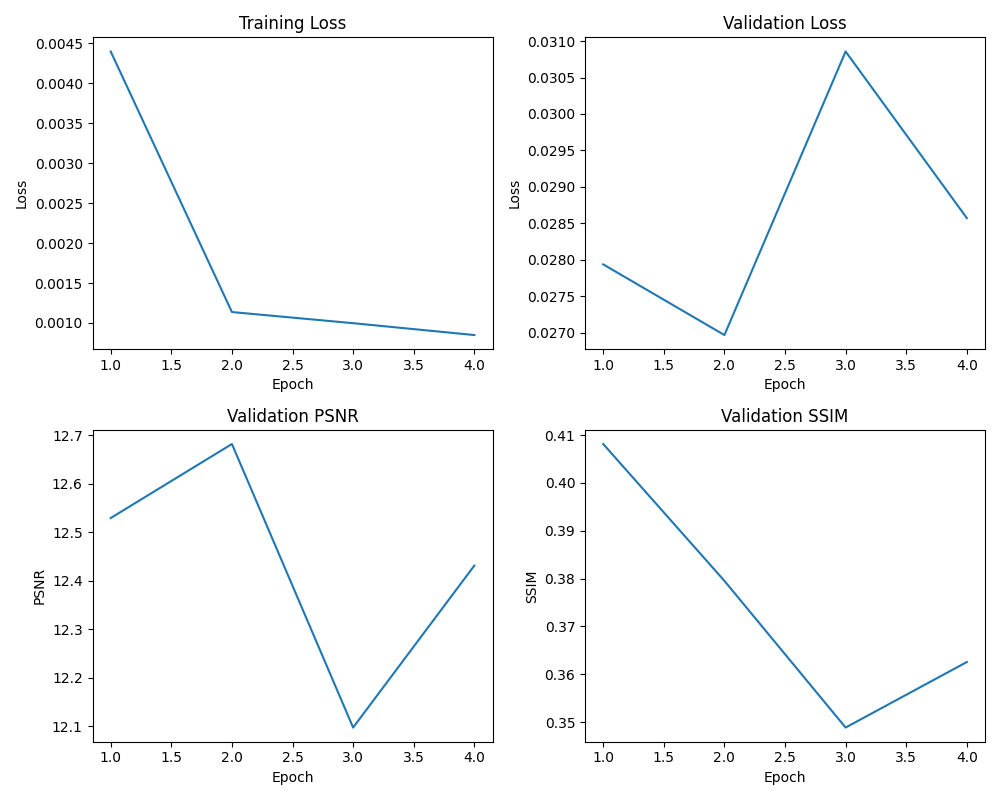 Training Loss
0.0045
0.0040
0.0035
0.0030
0.0025
0.0020
0.0015
0.0010
Loss
1.0 1.5 2.0 2.5 3.0 3.5 4.0
Epoch
Validation Loss
0.0310
0.0305
0.0300
0.0295
0.0290
0.0285
0.0280
0.0275
0.0270
Loss
1.0 1.5 2.0 2.5 3.0 3.5 4.0
Epoch
Validation PSNR
12.7
12.6
12.5
12.4
12.3
12.2
12.1
PSNR
1.0 1.5 2.0 2.5 3.0 3.5 4.0
Epoch
Validation SSIM
0.41
0.40
0.39
0.38
0.37
0.36
0.35
SSIM
1.0 1.5 2.0 2.5 3.0 3.5 4.0
Epoch